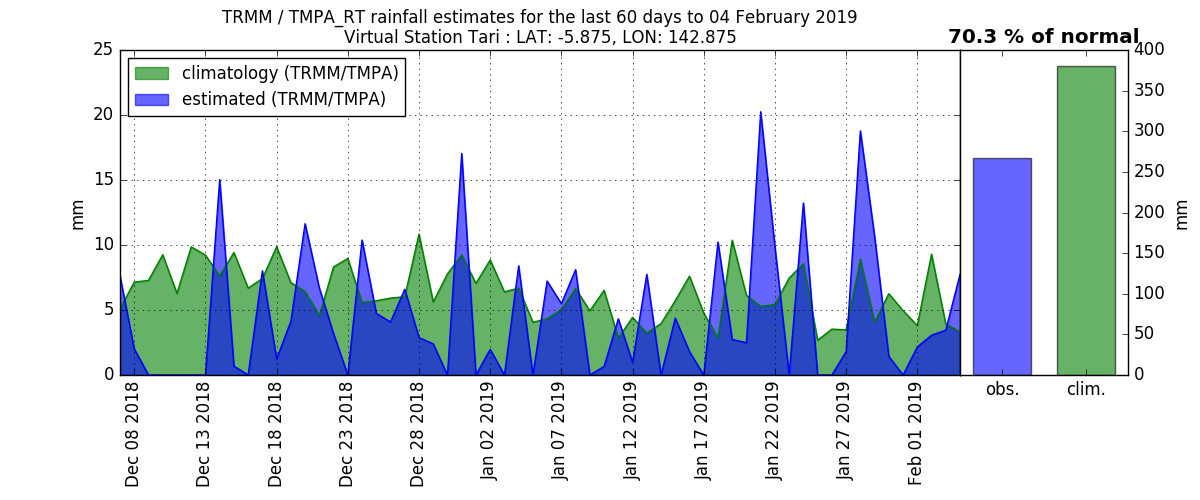 TRMM / TMPA_RT rainfall estimates for the last 60 days to 04 February 2019
Virtual Station Tari : LAT: -5.875, LON: 142.875
70.3 % of normal
climatology (TRMM/TMPA)
estimated (TRMM/TMPA)
25
20
15
10
5
0
mm
Dec 08 2018
Dec 13 2018
Dec 18 2018
Dec 23 2018
Dec 28 2018
Jan 02 2019
Jan 07 2019
Jan 12 2019
Jan 17 2019
Jan 22 2019
Jan 27 2019
Feb 01 2019
obs.
clim.
400
350
300
250
200
150
100
50
0
mm